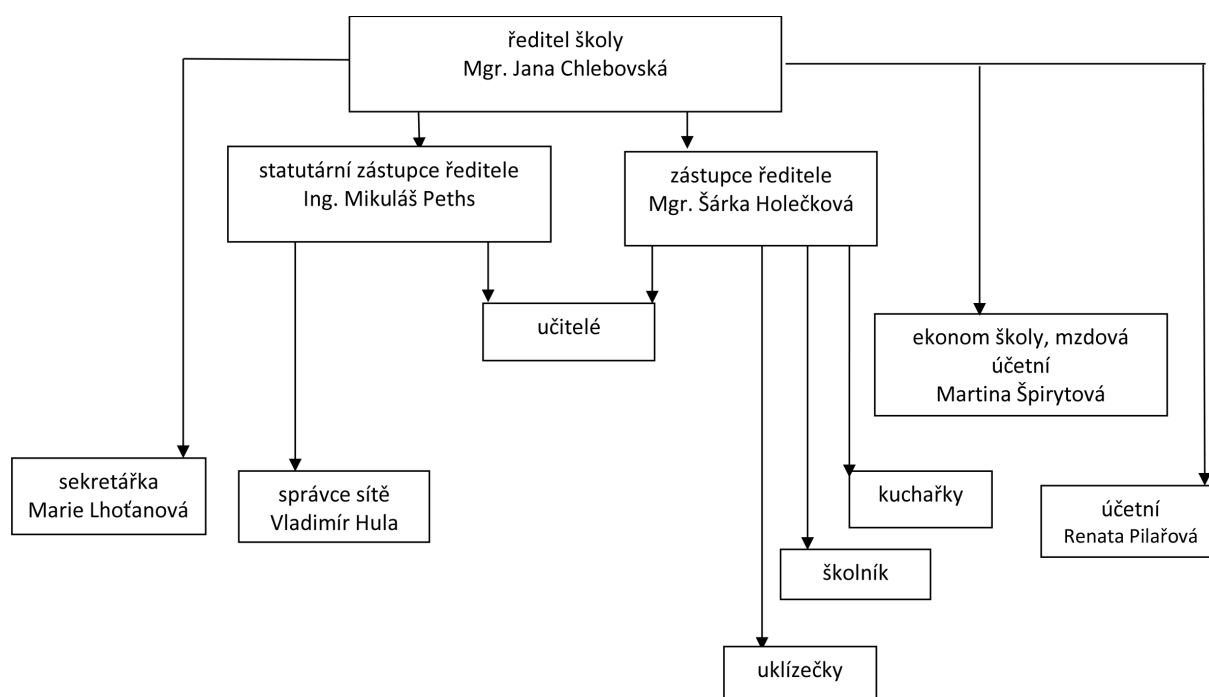 ředitel školy
Mgr. Jana Chlebovská
statutární zástupce ředitele
Ing. Mikuláš Peths
zástupce ředitele
Mgr. Šárka Holečková
učitelé
ekonom školy, mzdová
účetní
Martina Špirytová
sekretářka
Marie Lhoťanová
správce sítě
Vladimír Hula
kuchařky
účetní
Renata Pilařová
školník
uklízečky